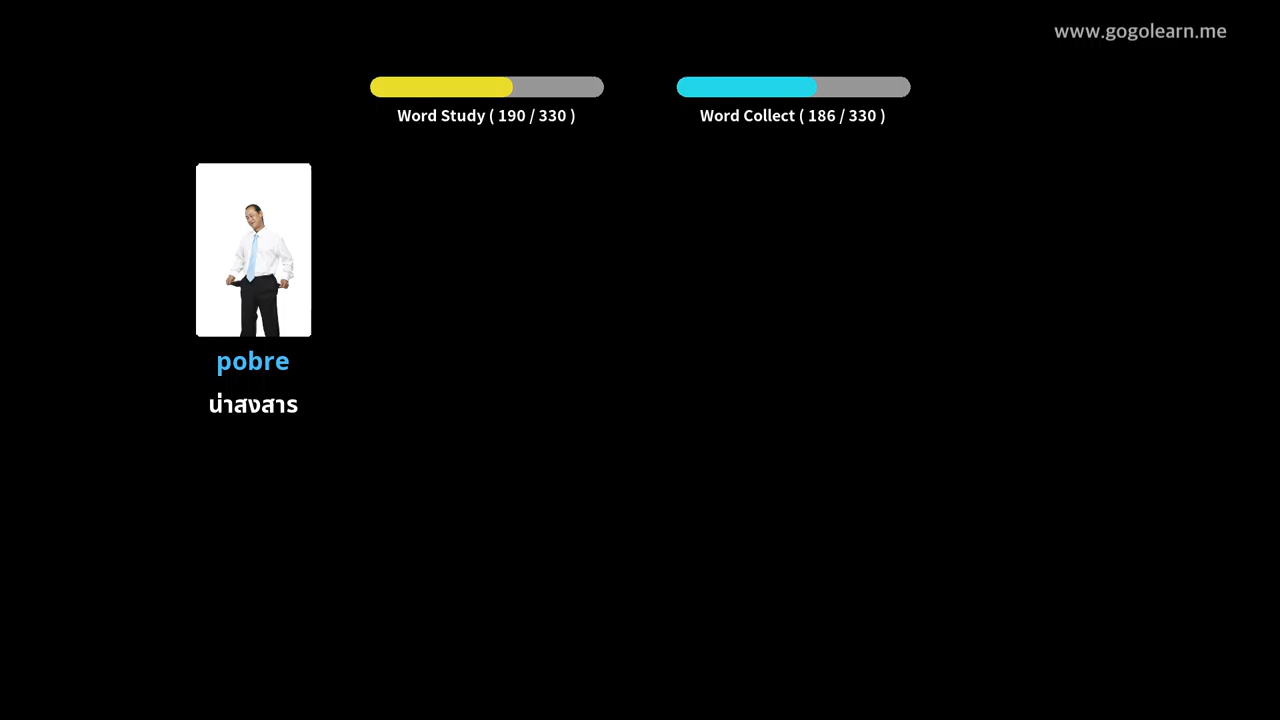 www.gogolearn.me
Word Study ( 190 / 330 )
Word Collect ( 186 / 330 )
pobre
น่าสงสาร